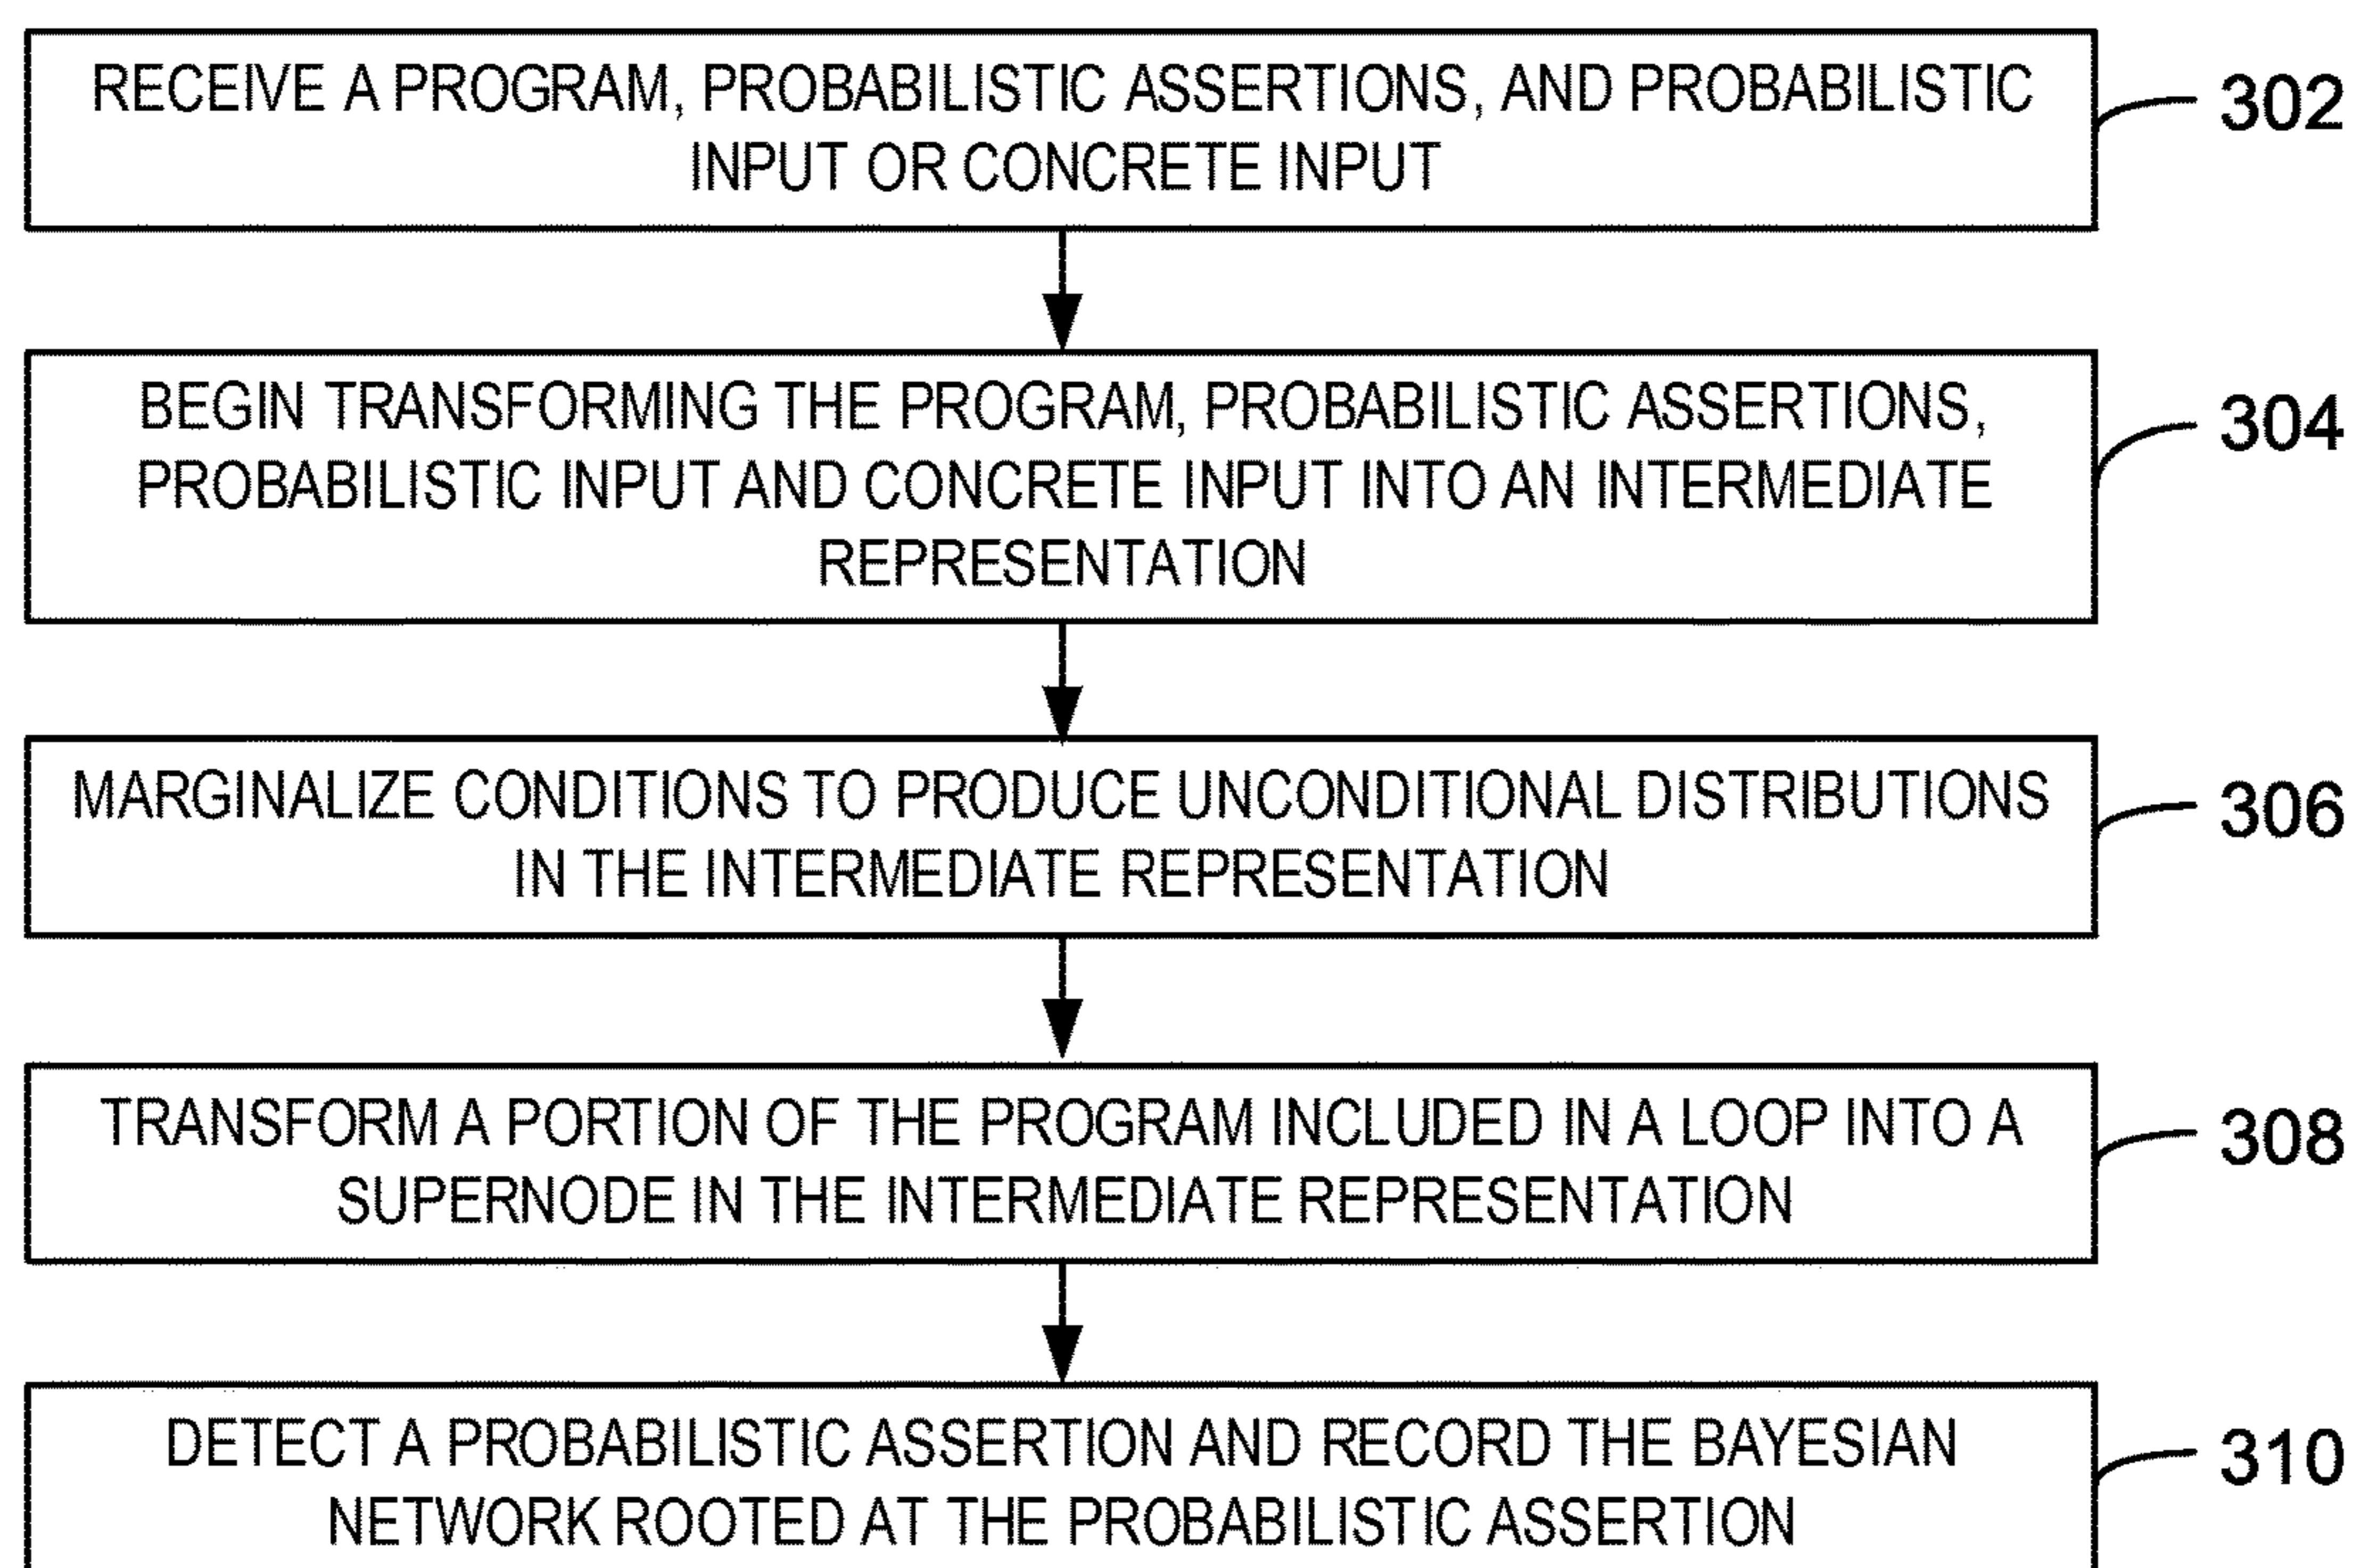 RECEIVE A PROGRAM, PROBABILISTIC ASSERTIONS, AND PROBABILISTIC
INPUT OR CONCRETE INPUT
302
BEGIN TRANSFORMING THE PROGRAM, PROBABILISTIC ASSERTIONS,
PROBABILISTIC INPUT AND CONCRETE INPUT INTO AN INTERMEDIATE
REPRESENTATION
304
MARGINALIZE CONDITIONS TO PRODUCE UNCONDITIONAL DISTRIBUTIONS
IN THE INTERMEDIATE REPRESENTATION
306
TRANSFORM A PORTION OF THE PROGRAM INCLUDED IN A LOOP INTO A
SUPERNODE IN THE INTERMEDIATE REPRESENTATION
308
DETECT A PROBABILISTIC ASSERTION AND RECORD THE BAYESIAN
NETWORK ROOTED AT THE PROBABILISTIC ASSERTION
310